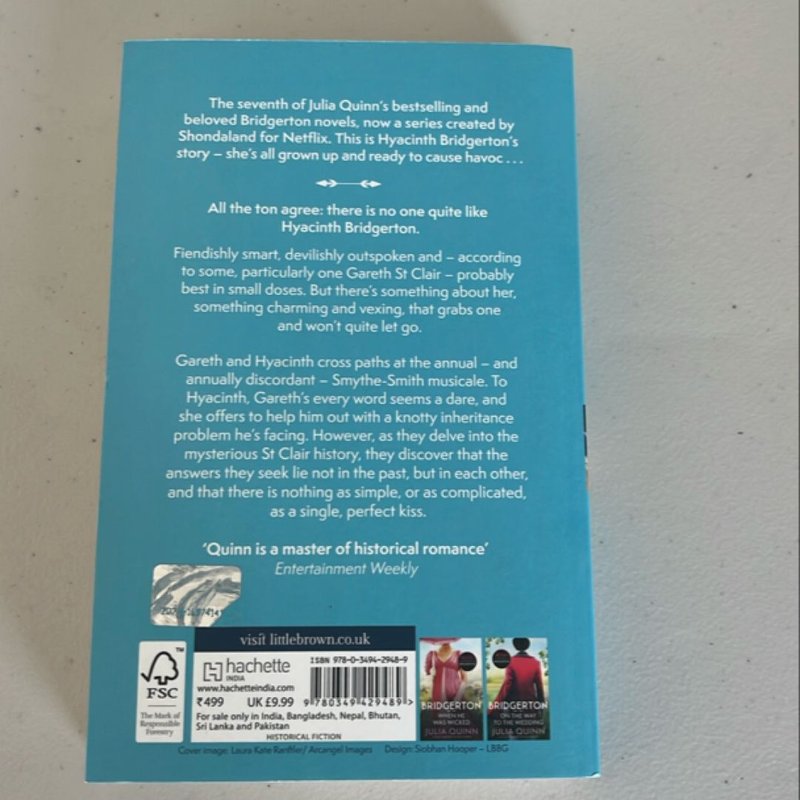 The seventh of Julia Quinn's bestselling and
beloved Bridgerton novels, now a series created by
Shondaland for Netflix. This is Hyacinth Bridgerton's
story – she's all grown up and ready to cause havoc ...
All the ton agree: there is no one quite like
Hyacinth Bridgerton.
Fiendishly smart, devilishly outspoken and – according
to some, particularly one Gareth St Clair – probably
best in small doses. But there's something about her,
something charming and vexing, that grabs one
and won't quite let go.
Gareth and Hyacinth cross paths at the annual – and
annually discordant – Smythe-Smith musicale. To
Hyacinth, Gareth's every word seems a dare, and
she offers to help him out with a knotty inheritance
problem he's facing. However, as they delve into the
mysterious St Clair history, they discover that the
answers they seek lie not in the past, but in each other,
and that there is nothing as simple, or as complicated,
as a single, perfect kiss.
'Quinn is a master of historical romance'
Entertainment Weekly
visit littlebrown.co.uk
FSC
TM
The Mark of
Responsible
Forestry
hachette
INDIA
www.hachetteindia.com
₹499 UK £9.99
ISBN 978-0-3494-2948-9
9 780349 429489 >
For sale only in India, Bangladesh, Nepal, Bhutan,
Sri Lanka and Pakistan
HISTORICAL FICTION
BRIDGERTON
WHEN HE
WAS WICKED
JULIA QUINN
BRIDGERTON
ON THE WAY
TO THE WEDDING
JULIA QUINN
Cover image: Laura Kate Ranftler/ Arcangel Images Design: Siobhan Hooper – LBBG